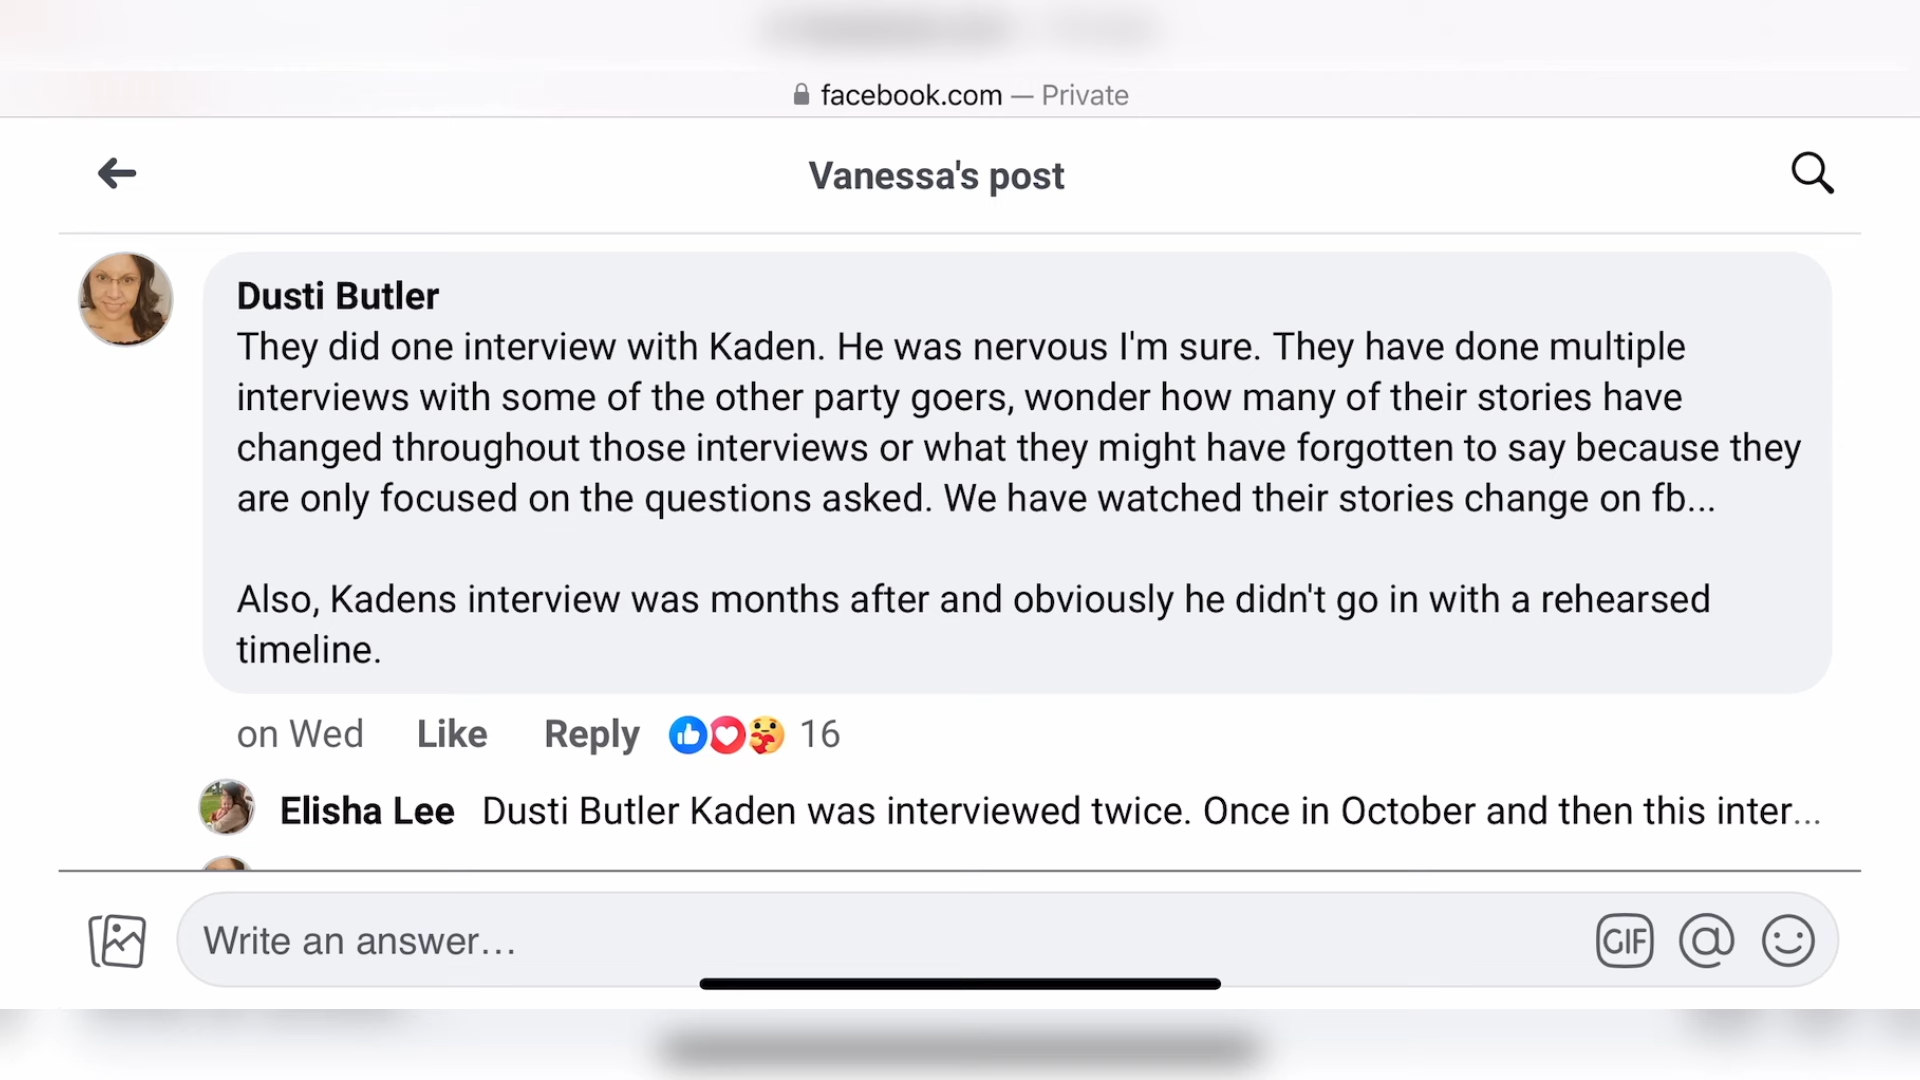 facebook.com — Private
Vanessa's post
Dusti Butler
They did one interview with Kaden. He was nervous I'm sure. They have done multiple
interviews with some of the other party goers, wonder how many of their stories have
changed throughout those interviews or what they might have forgotten to say because they
are only focused on the questions asked. We have watched their stories change on fb...
Also, Kadens interview was months after and obviously he didn't go in with a rehearsed
timeline.
on Wed Like Reply 16
Elisha Lee Dusti Butler Kaden was interviewed twice. Once in October and then this inter...
Write an answer... GIF @